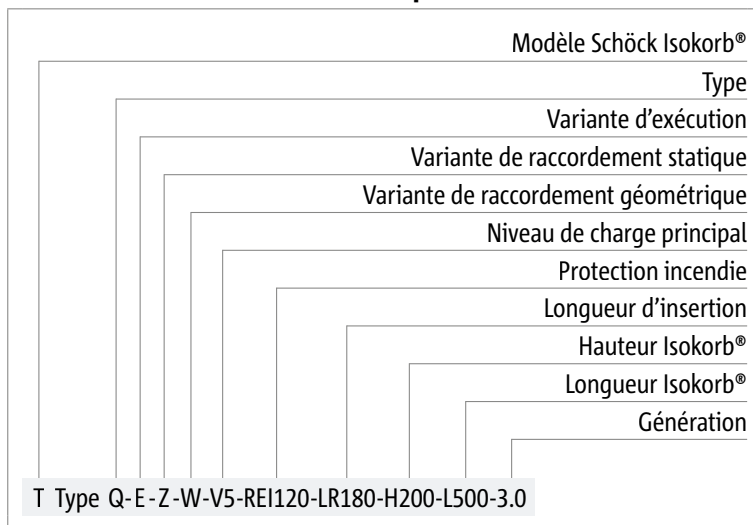 Modèle Schöck Isokorb®
Type
Variante d’exécution
Variante de raccordement statique
Variante de raccordement géométrique
Niveau de charge principal
Protection incendie
Longueur d’insertion
Hauteur Isokorb®
Longueur Isokorb®
Génération
T Type Q-E-Z-W-V5-REI120-LR180-H200-L500-3.0